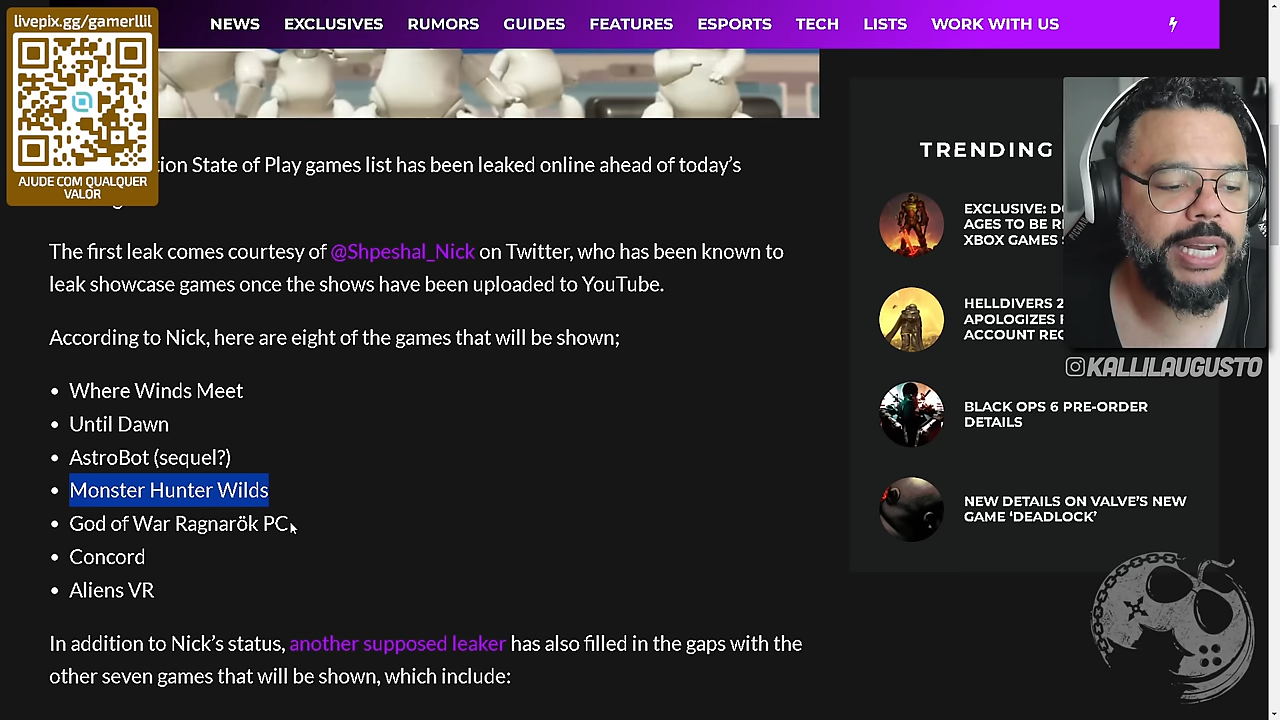 livepix.gg/gamerllil
AJUDE COM QUALQUER
VALOR
NEWS EXCLUSIVES RUMORS GUIDES FEATURES ESPORTS TECH LISTS WORK WITH US
State of Play games list has been leaked online ahead of today’s
The first leak comes courtesy of @Shpeshal_Nick on Twitter, who has been known to
leak showcase games once the shows have been uploaded to YouTube.
According to Nick, here are eight of the games that will be shown;
• Where Winds Meet
• Until Dawn
• AstroBot (sequel?)
• Monster Hunter Wilds
• God of War Ragnarök PC
• Concord
• Aliens VR
In addition to Nick’s status, another supposed leaker has also filled in the gaps with the
other seven games that will be shown, which include:
TRENDING
EXCLUSIVE:
AGES TO BE
XBOX GAMES
HELLDIVERS 2
APOLOGIZES
ACCOUNT
BLACK OPS 6 PRE-ORDER
DETAILS
NEW DETAILS ON VALVE’S NEW
GAME ‘DEADLOCK’
KALLILAUGUSTO